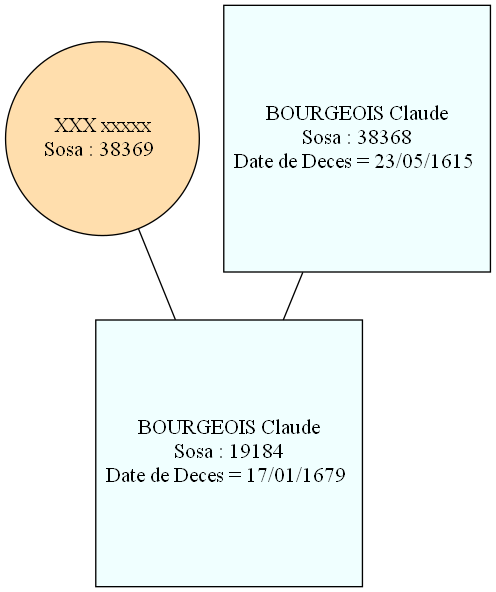 XXX xxxxx
Sosa : 38369
BOURGEOIS Claude
Sosa : 38368
Date de Deces = 23/05/1615
BOURGEOIS Claude
Sosa : 19184
Date de Deces = 17/01/1679